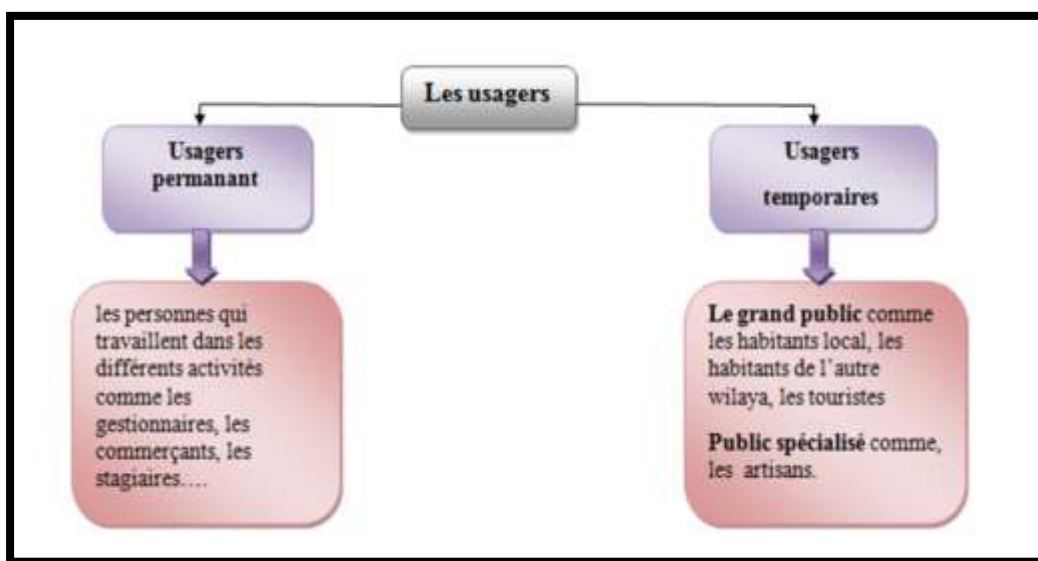 Les usagers
Usagers
permanant
Usagers
temporaires
les personnes qui
travaillent dans les
différents activités
comme les
gestionnaires, les
commerçants, les
stagiaires….
Le grand public comme
les habitants local, les
habitants de l’autre
wilaya, les touristes
Public spécialisé comme,
les artisans.